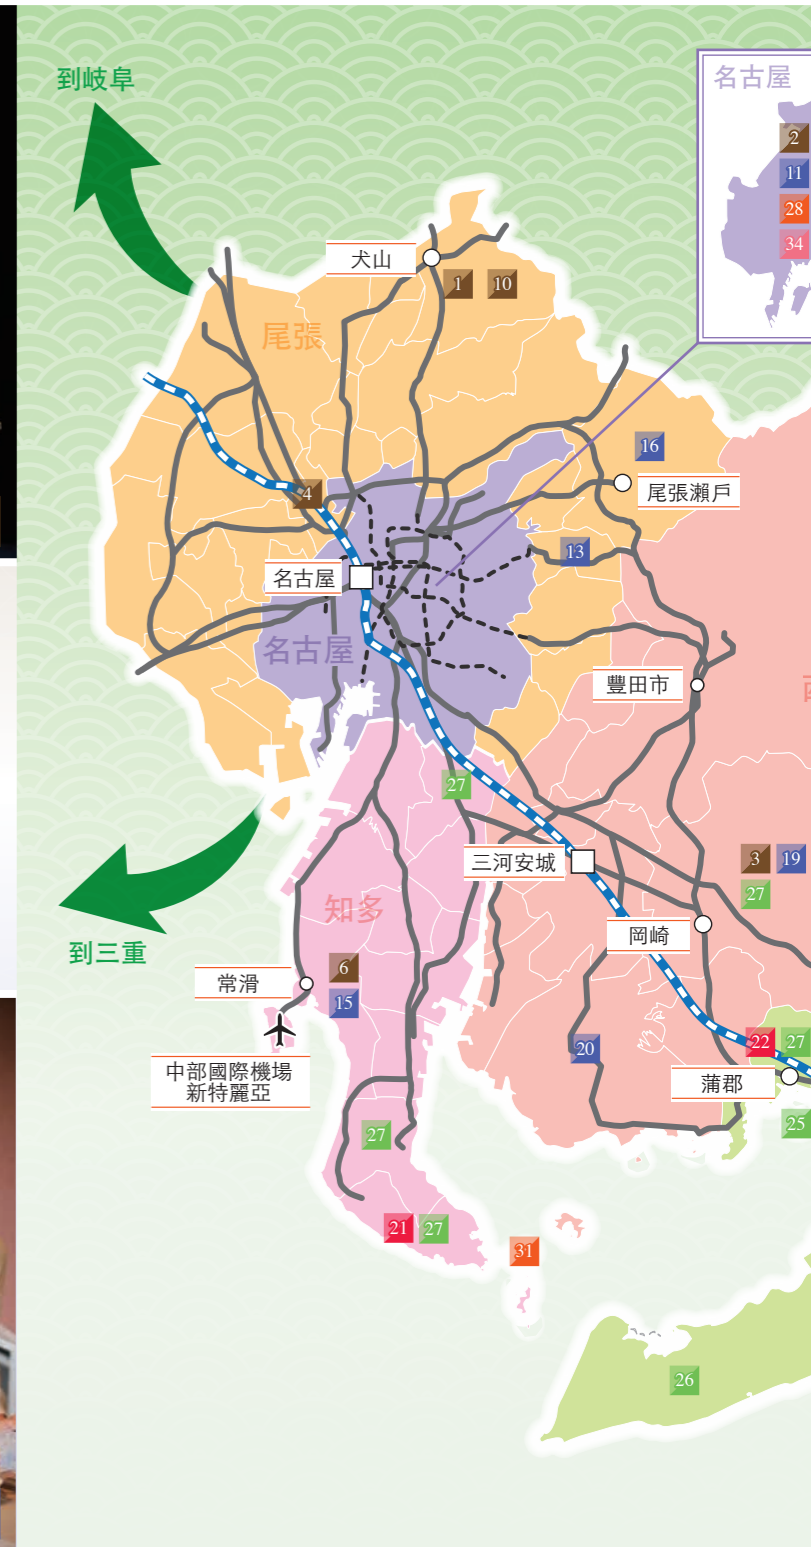 到岐阜
名古屋
2
11
28
34
犬山
1 10
尾張
16
4
尾張瀨戶
13
名古屋
名古屋
豐田市
27
三河安城
3 19
27
知多
岡崎
常滑
6
15
到三重
中部國際機場
新特麗亞
20
22 27
蒲郡
25
27
21 27
31
26